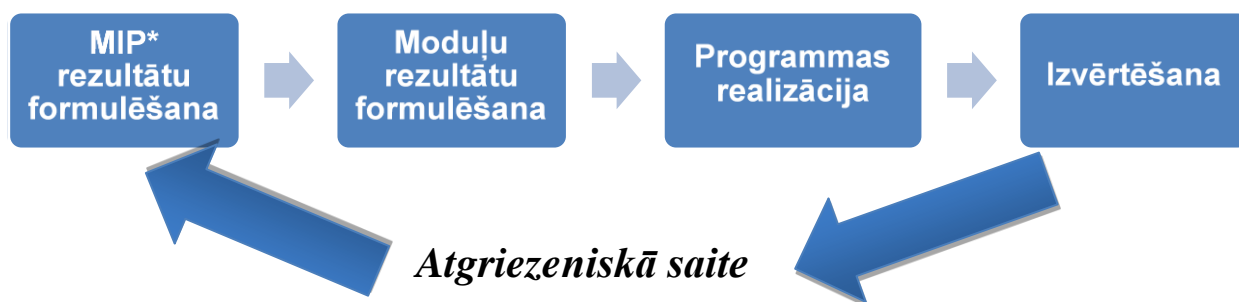 MIP*
rezultātu
formulēšana
Moduļu
rezultātu
formulēšana
Programmas
realizācija
Izvērtēšana
Atgriezeniskā saite